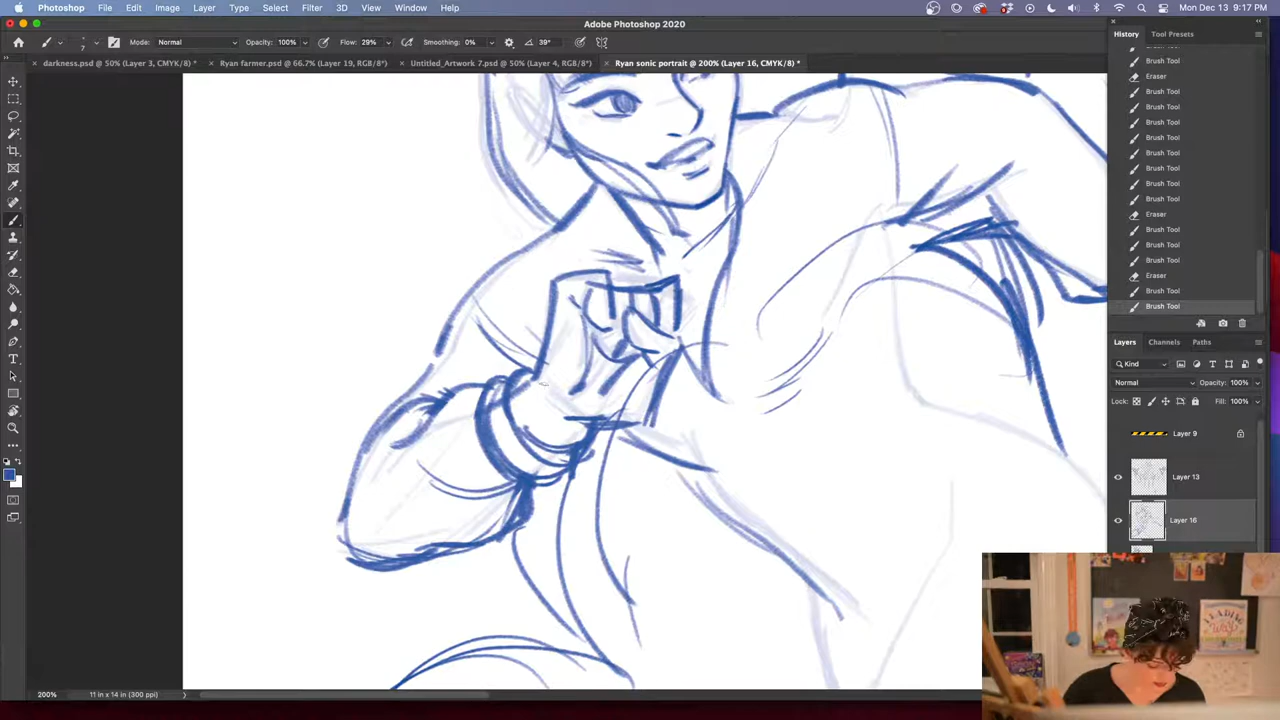 Photoshop File Edit Image Layer Type Select Filter 3D View Window Help Mon Dec 13 9:17 PM
Adobe Photoshop 2020
Mode: Normal Opacity: 100% Flow: 29% Smoothing: 0% 39°
7
darkness.psd @ 50% (Layer 3, CMYK/8) *
Ryan farmer.psd @ 66.7% (Layer 19, RGB/8*)
Untitled_Artwork 7.psd @ 50% (Layer 4, RGB/8*)
Ryan sonic portrait @ 200% (Layer 16, CMYK/8) *
History Tool Presets
Brush Tool
Eraser
Brush Tool
Brush Tool
Brush Tool
Brush Tool
Brush Tool
Brush Tool
Brush Tool
Brush Tool
Eraser
Brush Tool
Brush Tool
Brush Tool
Eraser
Brush Tool
Brush Tool
Layers Channels Paths
Kind
Normal Opacity: 100%
Lock: Fill: 100%
Layer 9
Layer 13
Layer 16
LEADING
the
Way
200% 11 in x 14 in (300 ppi)